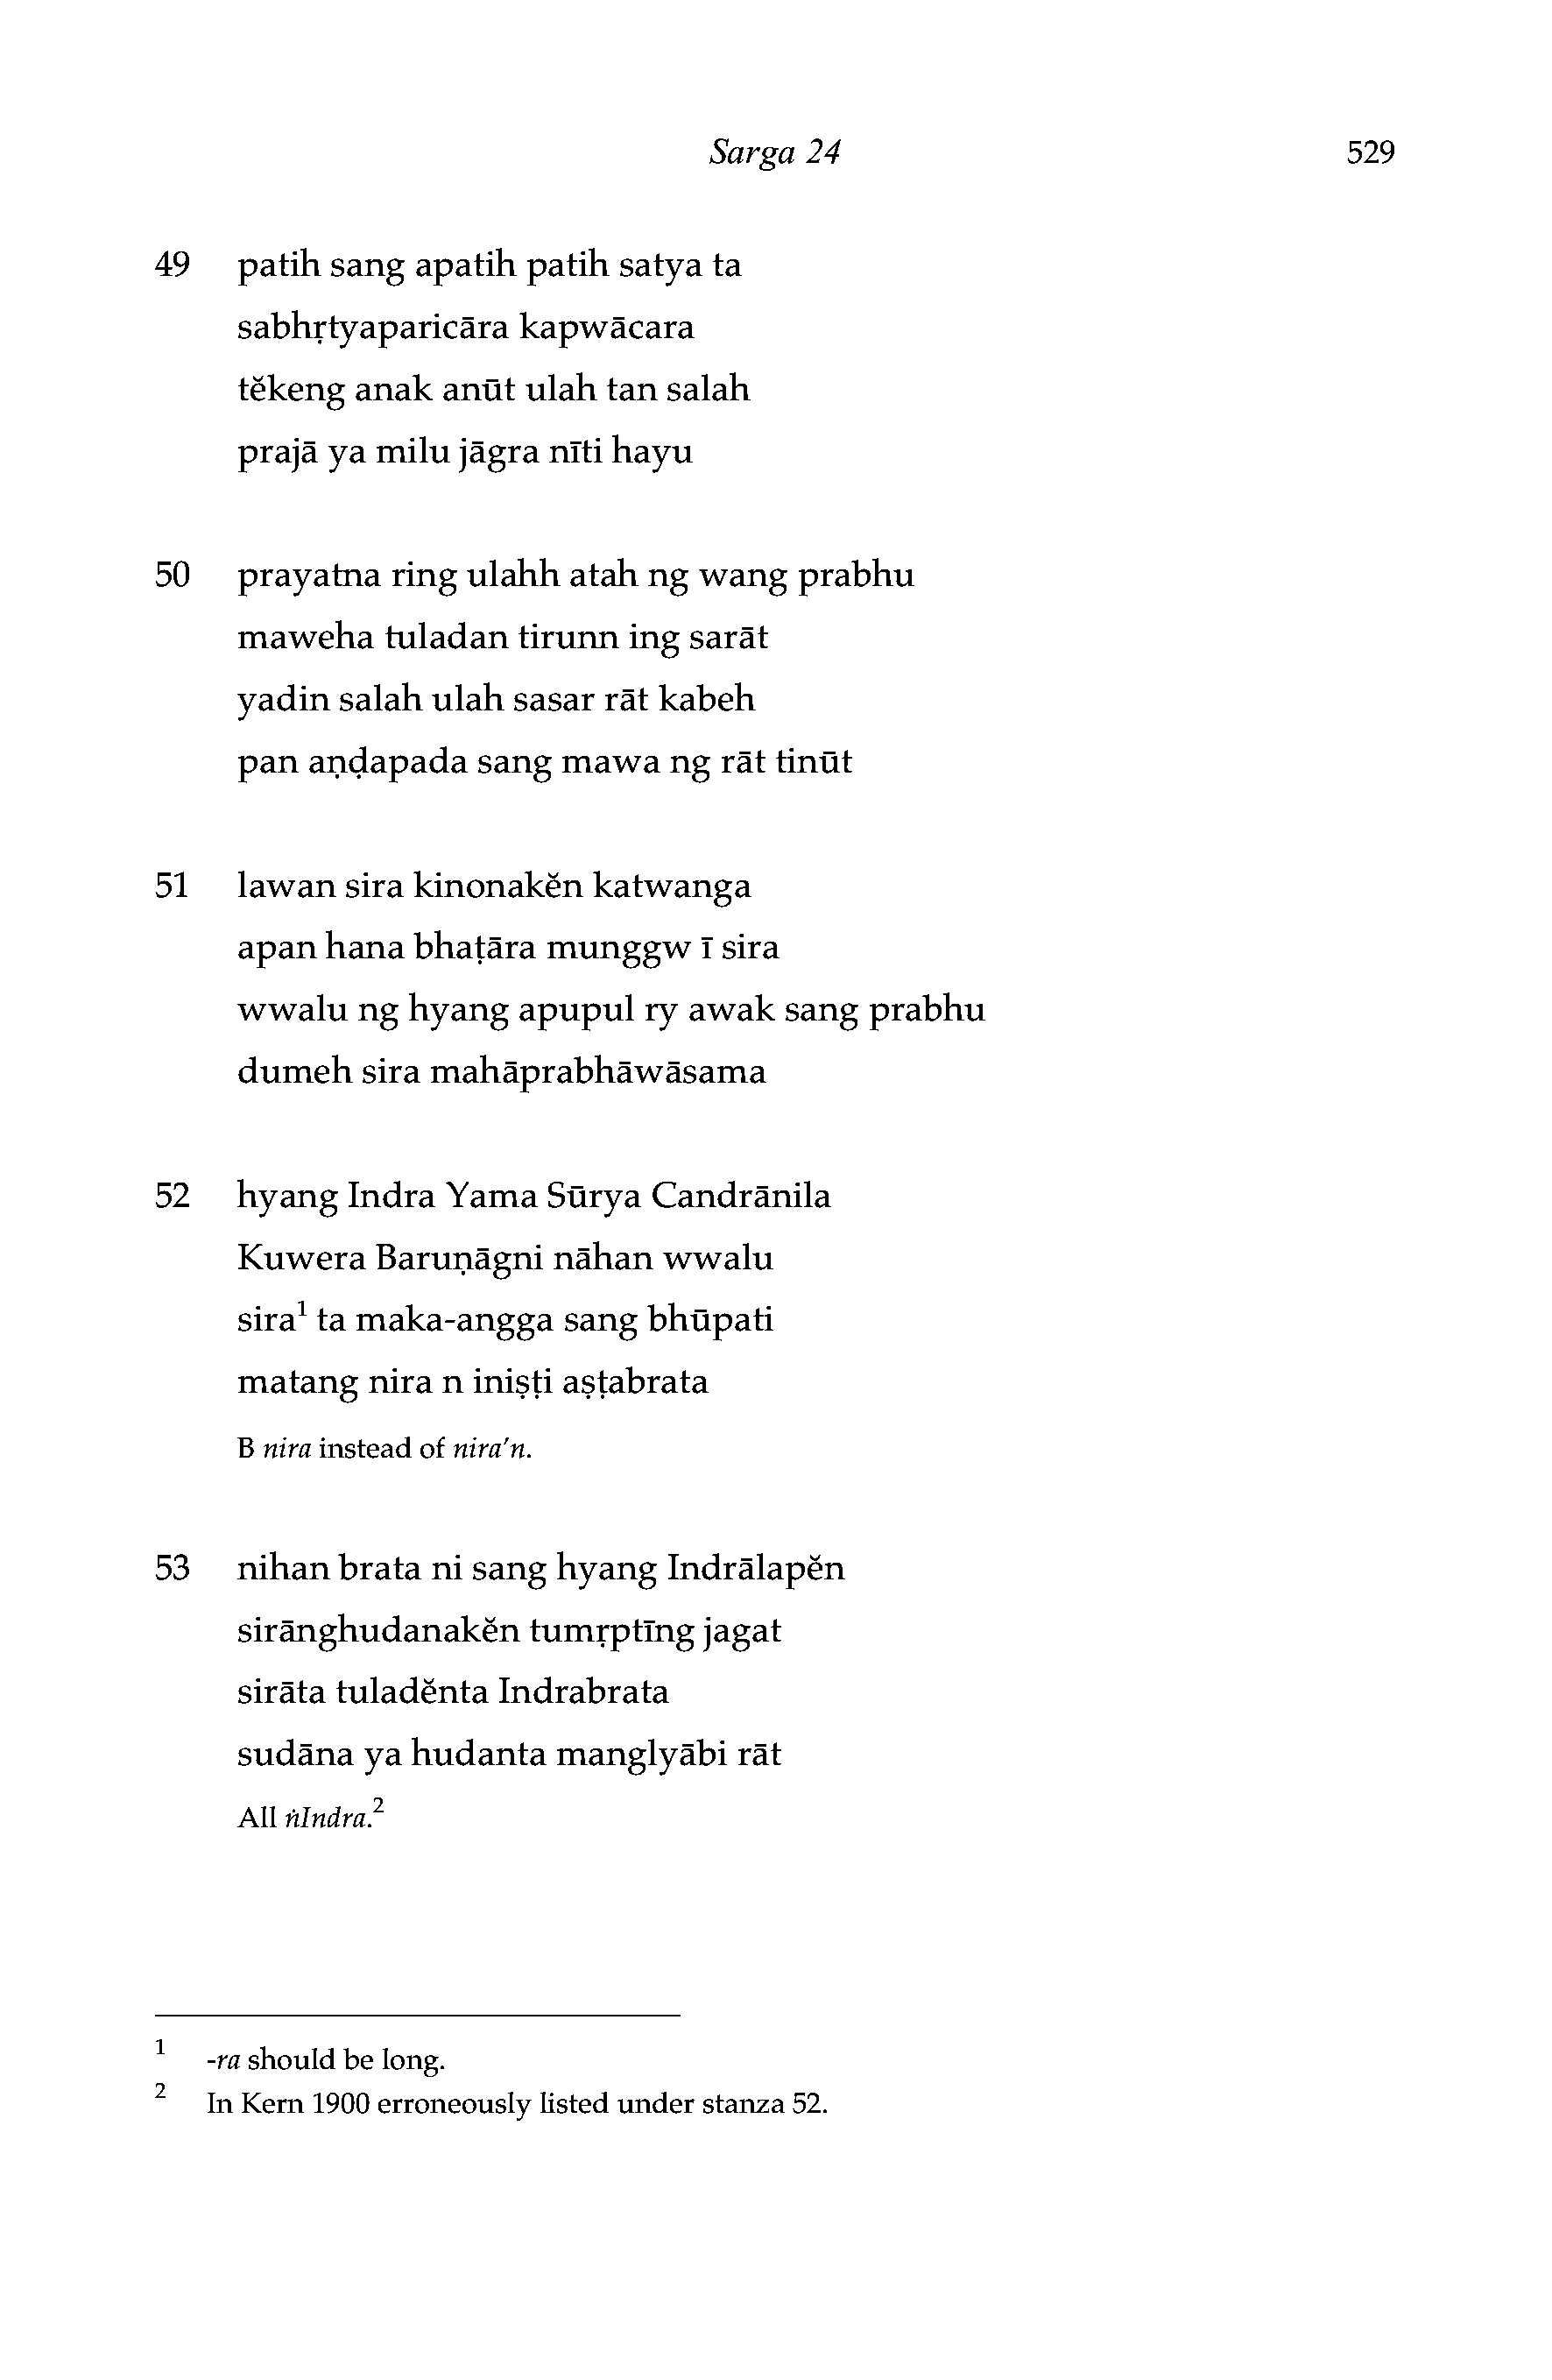 Sarga 24 529
49 patih sang apatih patih satya ta
sabhṛtyaparicāra kapwācara
tĕkeng anak anūt ulah tan salah
prajā ya milu jāgra nīti hayu
50 prayatna ring ulahh atah ng wang prabhu
maweha tuladan tirunn ing sarāt
yadin salah ulah sasar rāt kabeh
pan aṇḍapada sang mawa ng rāt tinūt
51 lawan sira kinonakĕn katwanga
apan hana bhaṭāra munggw ī sira
wwalu ng hyang apupul ry awak sang prabhu
dumeh sira mahāprabhāwāsama
52 hyang Indra Yama Sūrya Candrānila
Kuwera Baruṇāgni nāhan wwalu
sira¹ ta maka-angga sang bhūpati
matang nira n iniṣṭi aṣṭabrata
B nira instead of nira'n.
53 nihan brata ni sang hyang Indrālapĕn
sirānghudanakĕn tumṛptīng jagat
sirāta tuladĕnta Indrabrata
sudāna ya hudanta manglyābi rāt
All ṅIndra.²
¹ -ra should be long.
² In Kern 1900 erroneously listed under stanza 52.